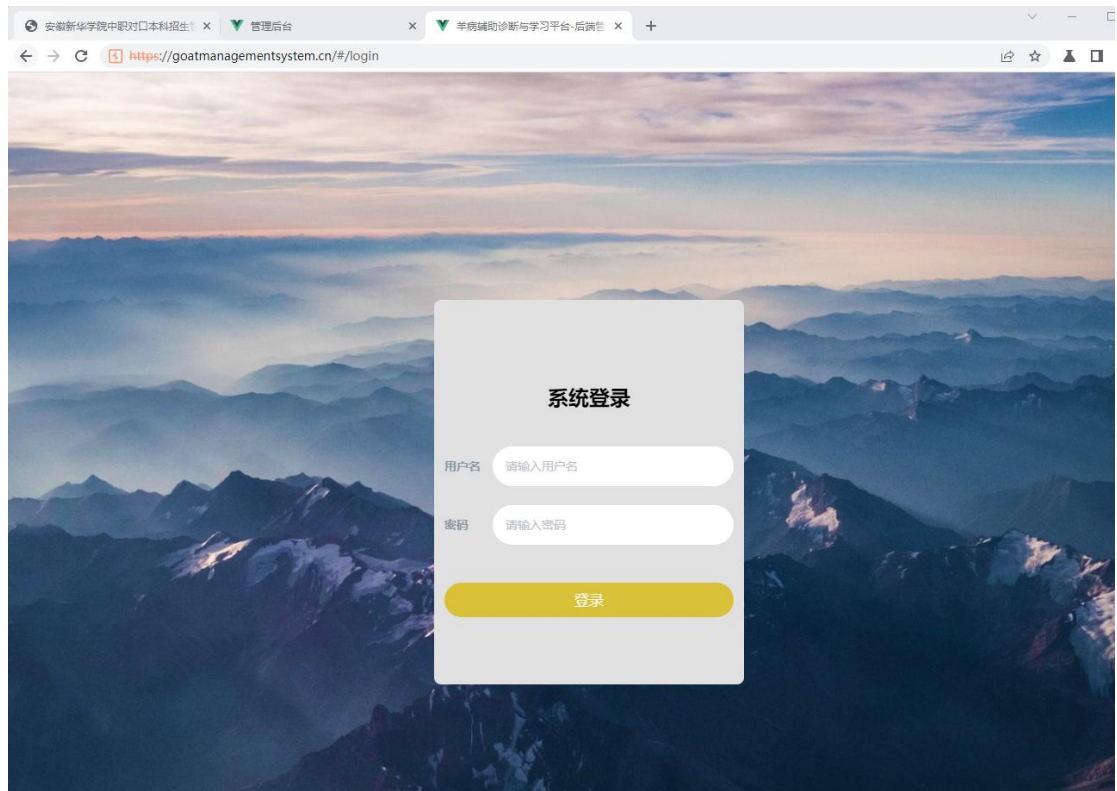 安徽新华学院中职对口本科招生
管理后台
羊病辅助诊断与学习平台-后端管
https://goatmanagementsystem.cn/#/login
系统登录
用户名
请输入用户名
密码
请输入密码
登录